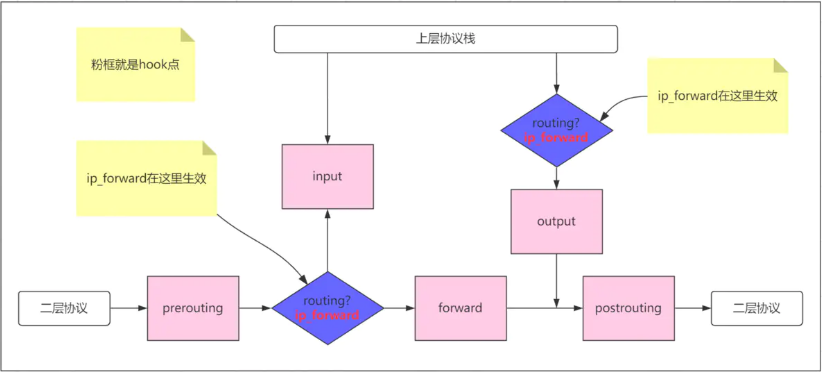 粉框就是hook点
上层协议栈
ip_forward在这里生效
routing?
ip_forward
ip_forward在这里生效
input
output
二层协议
prerouting
routing?
ip_forward
forward
postrouting
二层协议